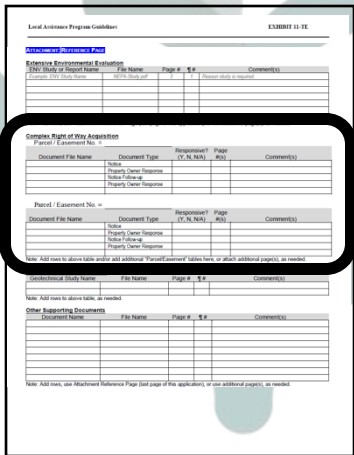 Local Assistance Program Guidelines EXHIBIT 11-TE
ATTACHMENT: REFERENCE PAGE
Extensive Environmental Evaluation
ENV Study or Report Name File Name Page # ¶ # Comment(s)
Example: ENV Study Name NEPA-Study.pdf 3 1 Reason study is required
Complex Right of Way Acquisition
Parcel / Easement No. =
Responsive? Page
Document File Name Document Type (Y, N, N/A) #(s) Comment(s)
Notice
Property Owner Response
Notice Follow-up
Property Owner Response
Parcel / Easement No. =
Responsive? Page
Document File Name Document Type (Y, N, N/A) #(s) Comment(s)
Notice
Property Owner Response
Notice Follow-up
Property Owner Response
Note: Add rows to above table and/or add additional "Parcel/Easement" tables here, or attach additional page(s), as needed.
Geotechnical Study Name File Name Page # ¶ # Comment(s)
Note: Add rows to above table, as needed.
Other Supporting Documents
Document Name File Name Page # ¶ # Comment(s)
Note: Add rows, use Attachment Reference Page (last page of this application), or use additional page(s), as needed.